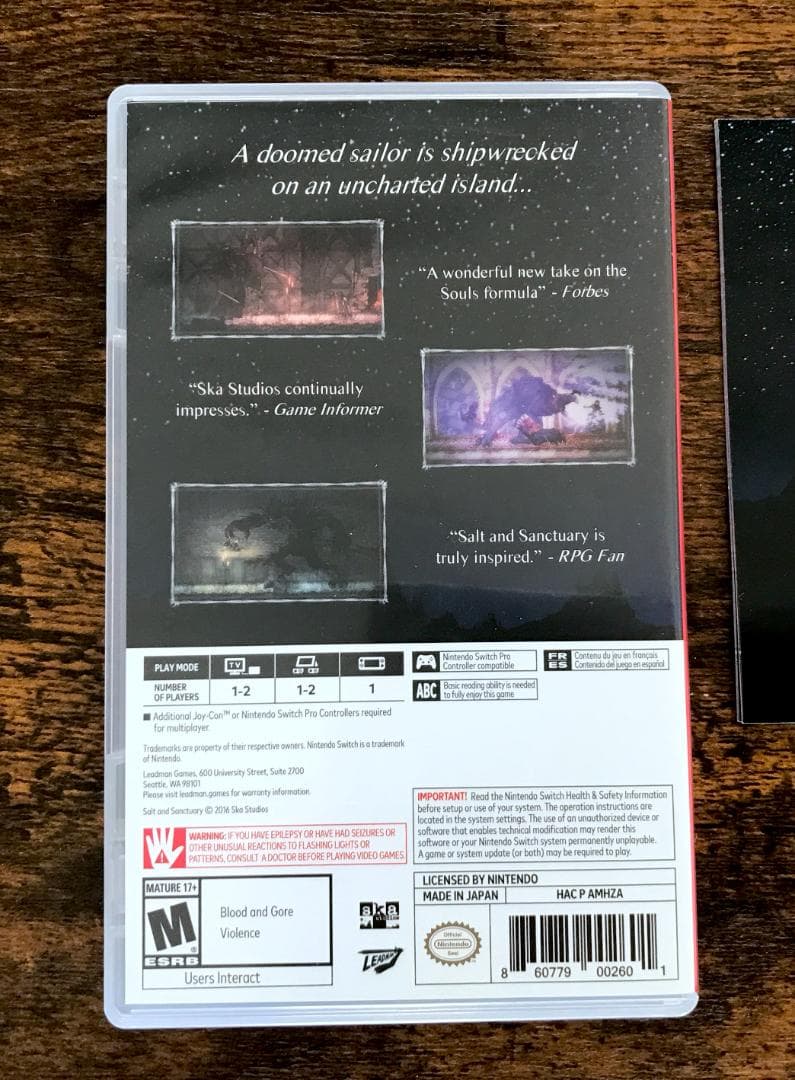 A doomed sailor is shipwrecked
on an uncharted island...
“A wonderful new take on the
Souls formula” - Forbes
“Ska Studios continually
impresses.” - Game Informer
“Salt and Sanctuary is
truly inspired.” - RPG Fan
PLAY MODE
TV
NUMBER
OF PLAYERS
1-2
1-2
1
Nintendo Switch Pro
Controller compatible
FR
ES
Contenu du jeu en français
Contenido del juego en español
ABC
Basic reading ability is needed
to fully enjoy this game
■ Additional Joy-Con™ or Nintendo Switch Pro Controllers required
for multiplayer
Trademarks are property of their respective owners. Nintendo Switch is a trademark
of Nintendo.
Leadman Games, 600 University Street, Suite 2700
Seattle, WA 98101
Please visit leadman.games for warranty information.
Salt and Sanctuary © 2016 Ska Studios
WARNING: IF YOU HAVE EPILEPSY OR HAVE HAD SEIZURES OR
OTHER UNUSUAL REACTIONS TO FLASHING LIGHTS OR
PATTERNS, CONSULT A DOCTOR BEFORE PLAYING VIDEO GAMES.
IMPORTANT! Read the Nintendo Switch Health & Safety Information
before setup or use of your system. The operation instructions are
located in the system settings. The use of an unauthorized device or
software that enables technical modification may render this
software or your Nintendo Switch system permanently unplayable.
A game or system update (or both) may be required to play.
MATURE 17+
M
®
ESRB
Blood and Gore
Violence
Users Interact
ska
LEADMAN
LICENSED BY NINTENDO
MADE IN JAPAN
HAC P AMHZA
Official
Nintendo
Seal
8 60779 00260 1